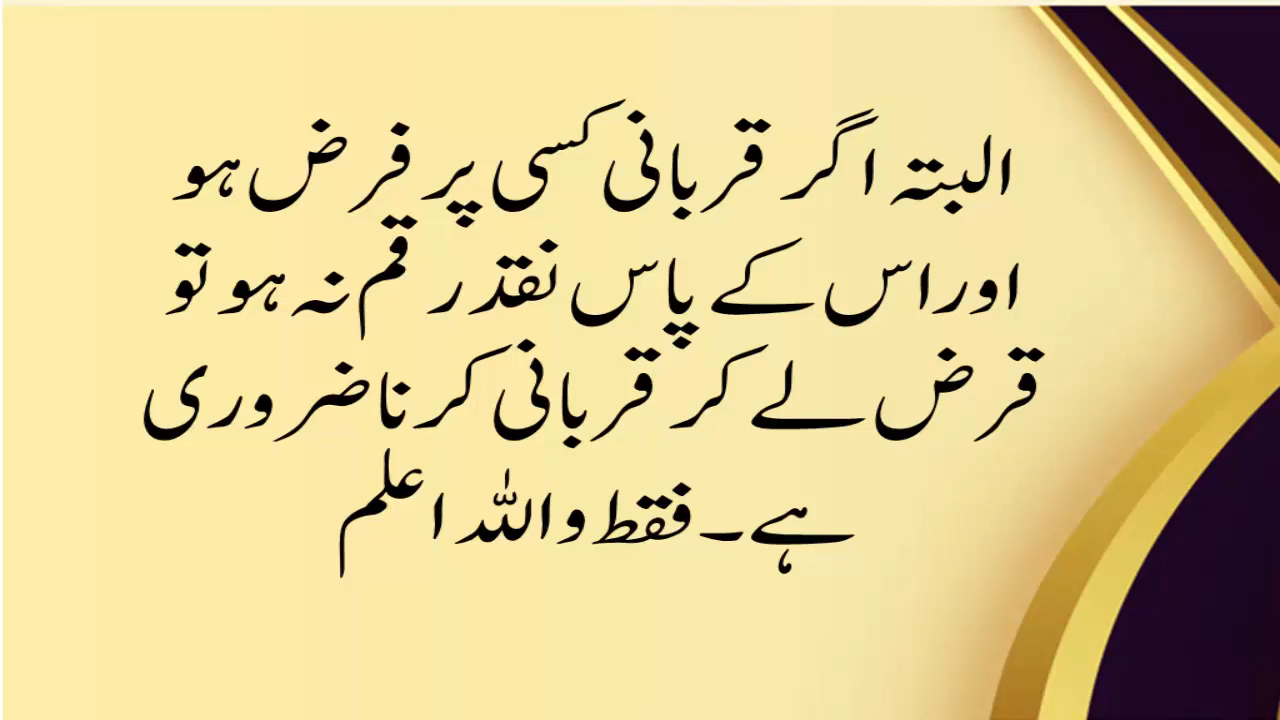 البتہ اگر قربانی کسی پر فرض ہو
اور اس کے پاس نقد رقم نہ ہو تو
قرض لے کر قربانی کرنا ضروری
ہے۔ فقط واللہ اعلم